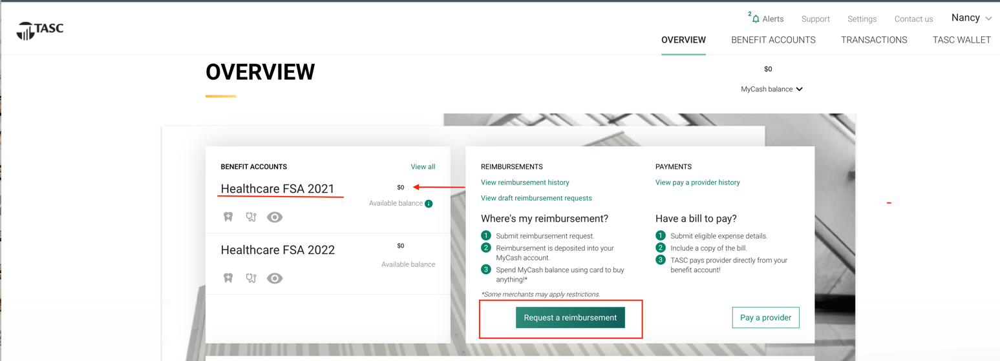 TASC
2 Alerts Support Settings Contact us Nancy
OVERVIEW BENEFIT ACCOUNTS TRANSACTIONS TASC WALLET
OVERVIEW
$0
MyCash balance
BENEFIT ACCOUNTS View all
Healthcare FSA 2021 $0
Available balance i
Healthcare FSA 2022 $0
Available balance
REIMBURSEMENTS
View reimbursement history
View draft reimbursement requests
Where's my reimbursement?
1 Submit reimbursement request.
2 Reimbursement is deposited into your
MyCash account.
3 Spend MyCash balance using card to buy
anything!*
*Some merchants may apply restrictions.
Request a reimbursement
PAYMENTS
View pay a provider history
Have a bill to pay?
1 Submit eligible expense details.
2 Include a copy of the bill.
3 TASC pays provider directly from your
benefit account!
Pay a provider